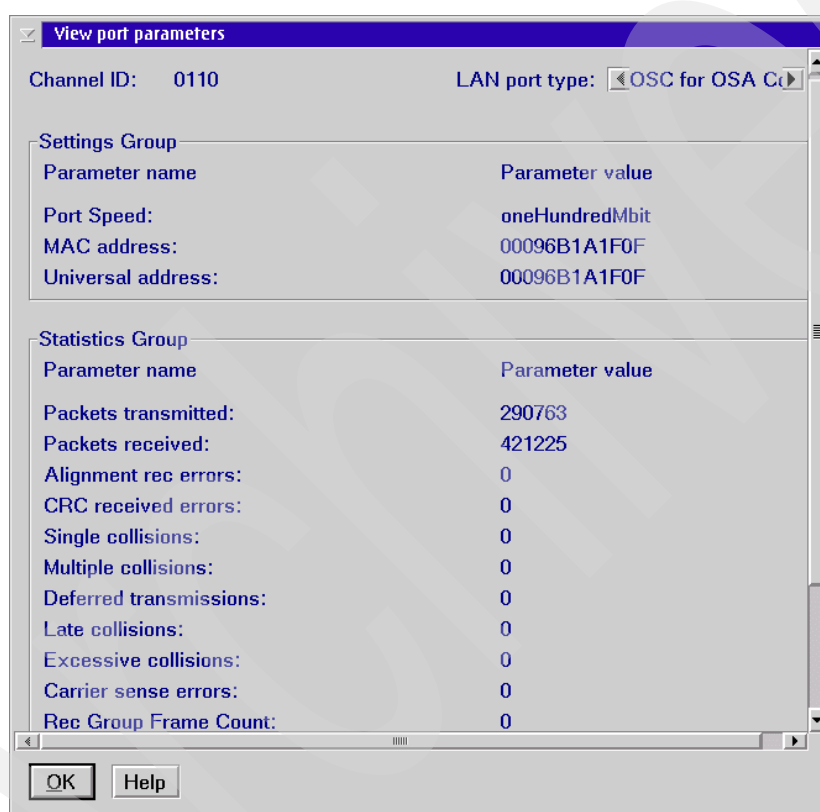 View port parameters
Channel ID: 0110 LAN port type: OSC for OSA
Settings Group
Parameter name Parameter value
Port Speed: oneHundredMbit
MAC address: 00096B1A1F0F
Universal address: 00096B1A1F0F
Statistics Group
Parameter name Parameter value
Packets transmitted: 290763
Packets received: 421225
Alignment rec errors: 0
CRC received errors: 0
Single collisions: 0
Multiple collisions: 0
Deferred transmissions: 0
Late collisions: 0
Excessive collisions: 0
Carrier sense errors: 0
Rec Group Frame Count: 0
OK Help